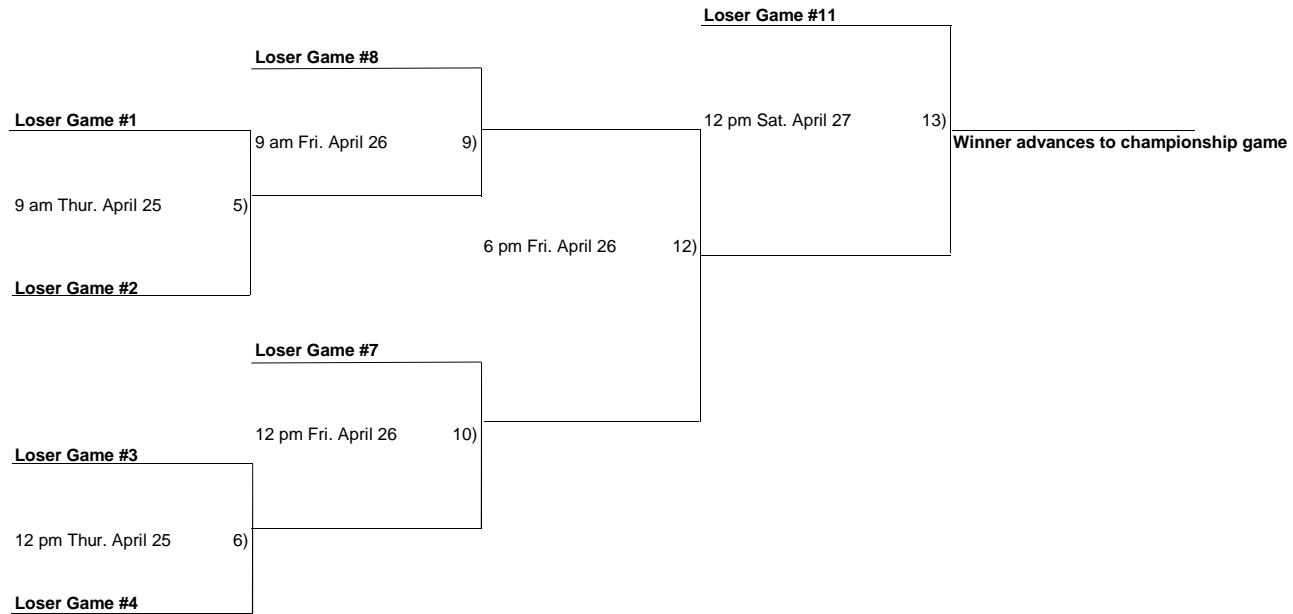 Loser Game #11
Loser Game #8
Loser Game #1
12 pm Sat. April 27 13)
9 am Fri. April 26 9)
Winner advances to championship game
9 am Thur. April 25 5)
6 pm Fri. April 26 12)
Loser Game #2
Loser Game #7
12 pm Fri. April 26 10)
Loser Game #3
12 pm Thur. April 25 6)
Loser Game #4